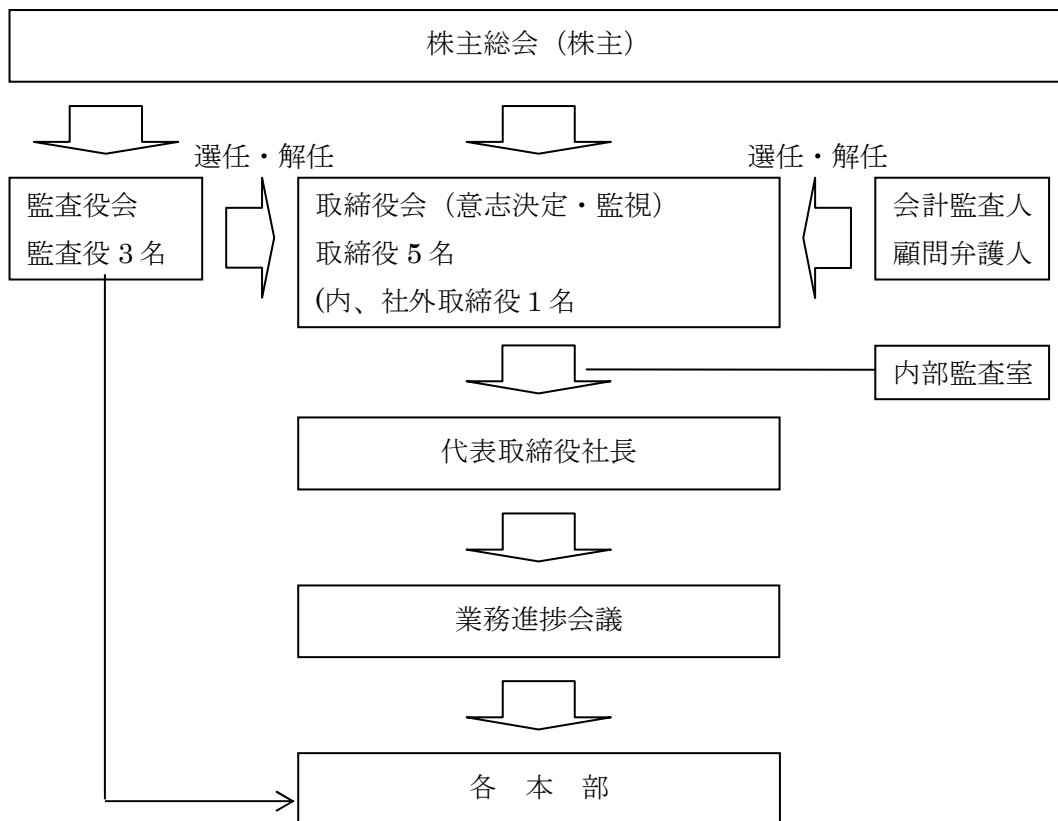 株主総会（株主）
選任・解任
選任・解任
監査役会
監査役 3 名
取締役会（意志決定・監視）
取締役 5 名
(内、社外取締役 1 名
会計監査人
顧問弁護人
内部監査室
代表取締役社長
業務進捗会議
各 本 部